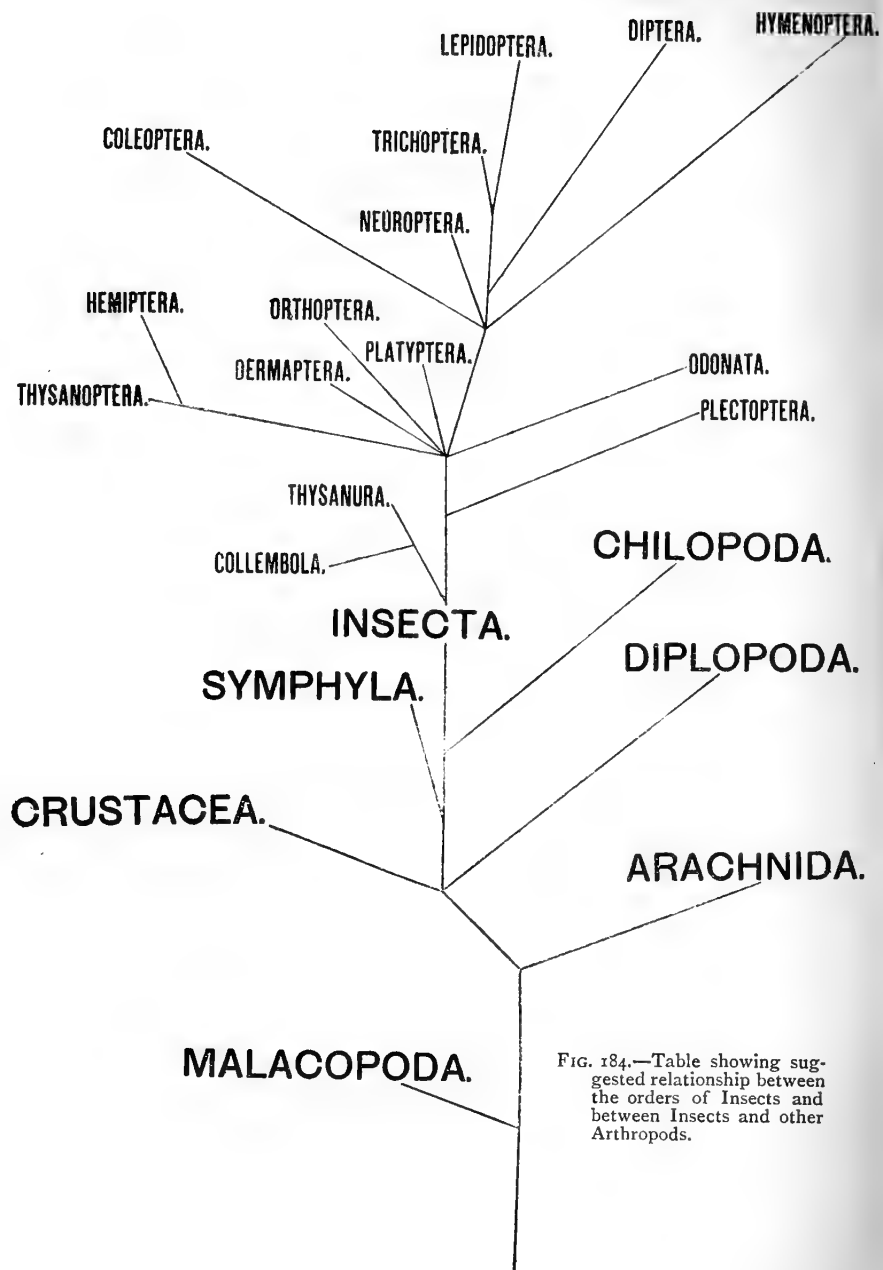 HYMENOPTERA.
DIPTERA.
LEPIDOPTERA.
COLEOPTERA.
TRICHOPTERA.
NEUROPTERA.
HEMIPTERA.
ORTHOPTERA.
PLATYPTERA.
DERMAPTERA.
ODONATA.
THYSANOPTERA.
PLECTOPTERA.
THYSANURA.
CHILOPODA.
COLLEMBOLA.
INSECTA.
DIPLOPODA.
SYMPHYLA.
CRUSTACEA.
ARACHNIDA.
MALACOPODA.
FIG. 184.—Table showing sug-
gested relationship between
the orders of Insects and
between Insects and other
Arthropods.